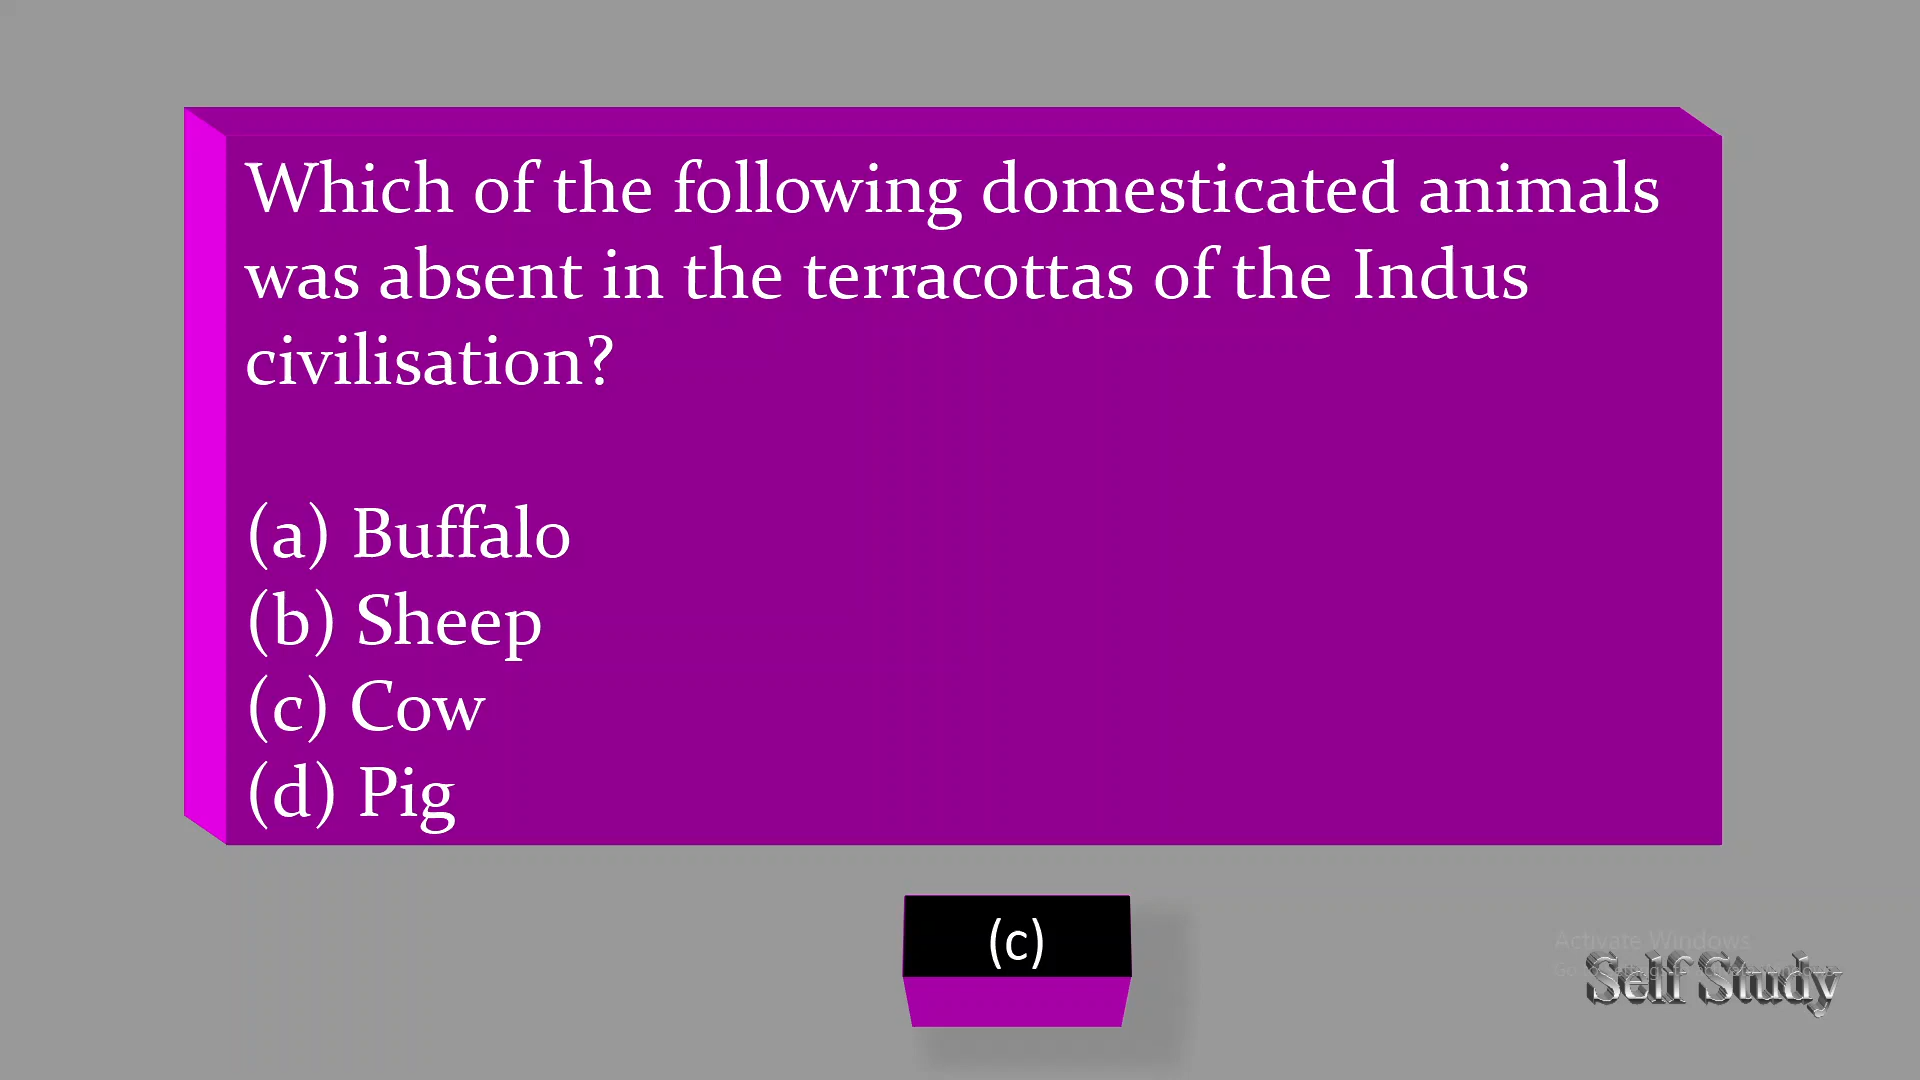 Which of the following domesticated animals
was absent in the terracottas of the Indus
civilisation?
(a) Buffalo
(b) Sheep
(c) Cow
(d) Pig
(c)
Activate Windows
Self Study